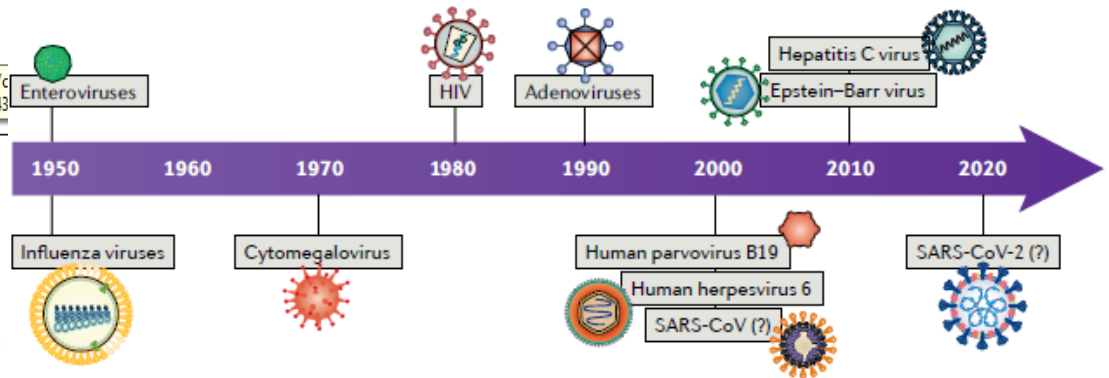 Hepatitis C virus
Enteroviruses
HIV
Adenoviruses
Epstein–Barr virus
1950 1960 1970 1980 1990 2000 2010 2020
Influenza viruses
Cytomegalovirus
Human parvovirus B19
SARS-CoV-2 (?)
Human herpesvirus 6
SARS-CoV (?)